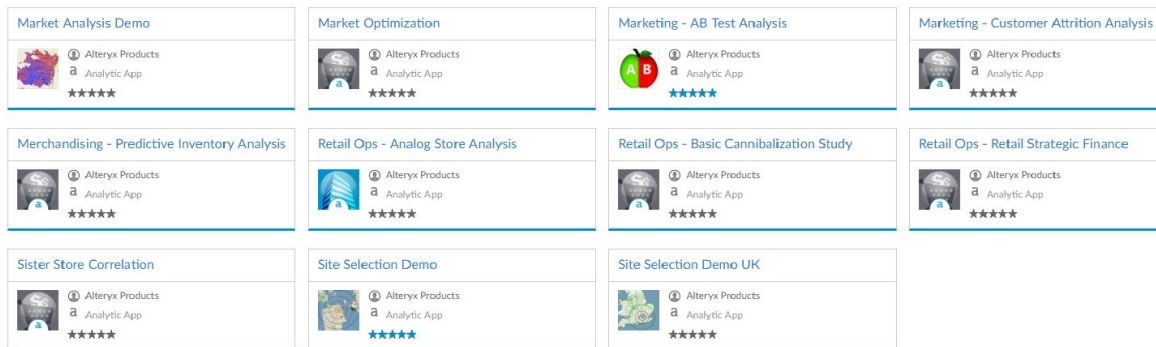 Market Analysis Demo
Alteryx Products
a Analytic App
Market Optimization
Alteryx Products
a Analytic App
a
Marketing - AB Test Analysis
Alteryx Products
a Analytic App
A B
Marketing - Customer Attrition Analysis
Alteryx Products
a Analytic App
a
Merchandising - Predictive Inventory Analysis
Alteryx Products
a Analytic App
a
Retail Ops - Analog Store Analysis
Alteryx Products
a Analytic App
a
Retail Ops - Basic Cannibalization Study
Alteryx Products
a Analytic App
a
Retail Ops - Retail Strategic Finance
Alteryx Products
a Analytic App
a
Sister Store Correlation
Alteryx Products
a Analytic App
a
Site Selection Demo
Alteryx Products
a Analytic App
Site Selection Demo UK
Alteryx Products
a Analytic App